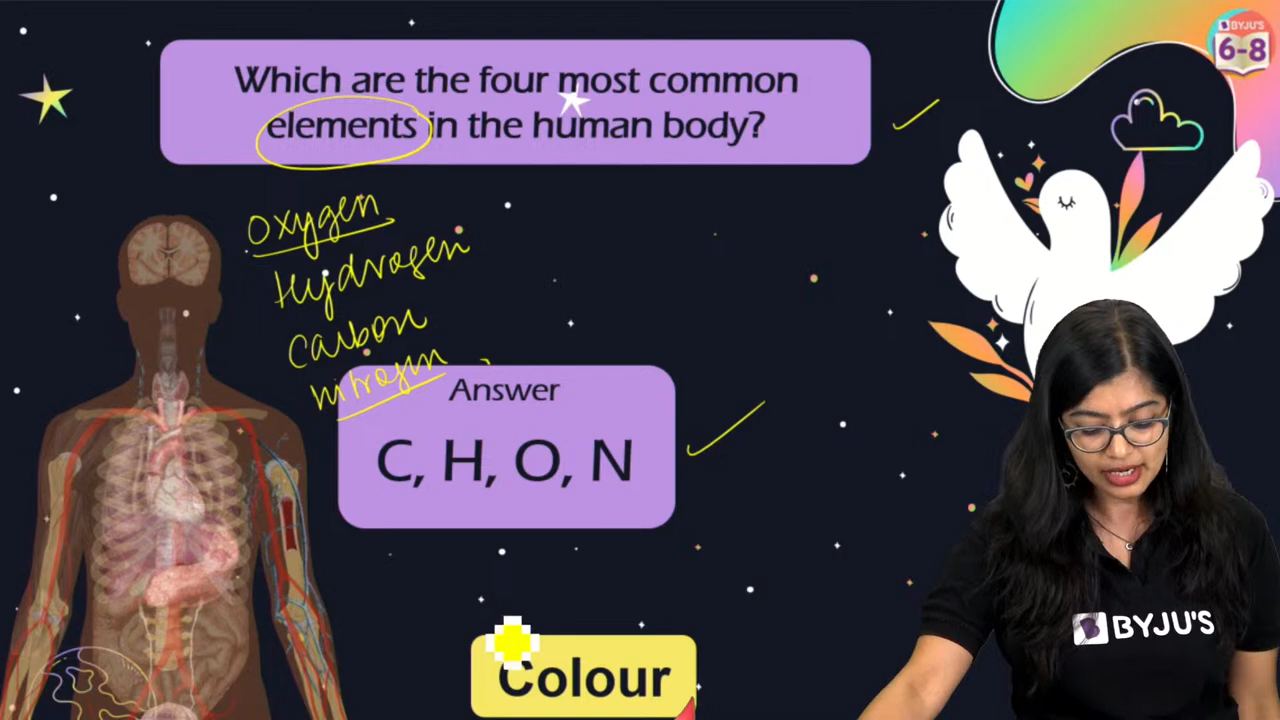 Which are the four most common
elements in the human body?
BYJU'S
6-8
oxygen
Hydrogen
Carbon
nitrogen
Answer
C, H, O, N
Colour
BYJU'S